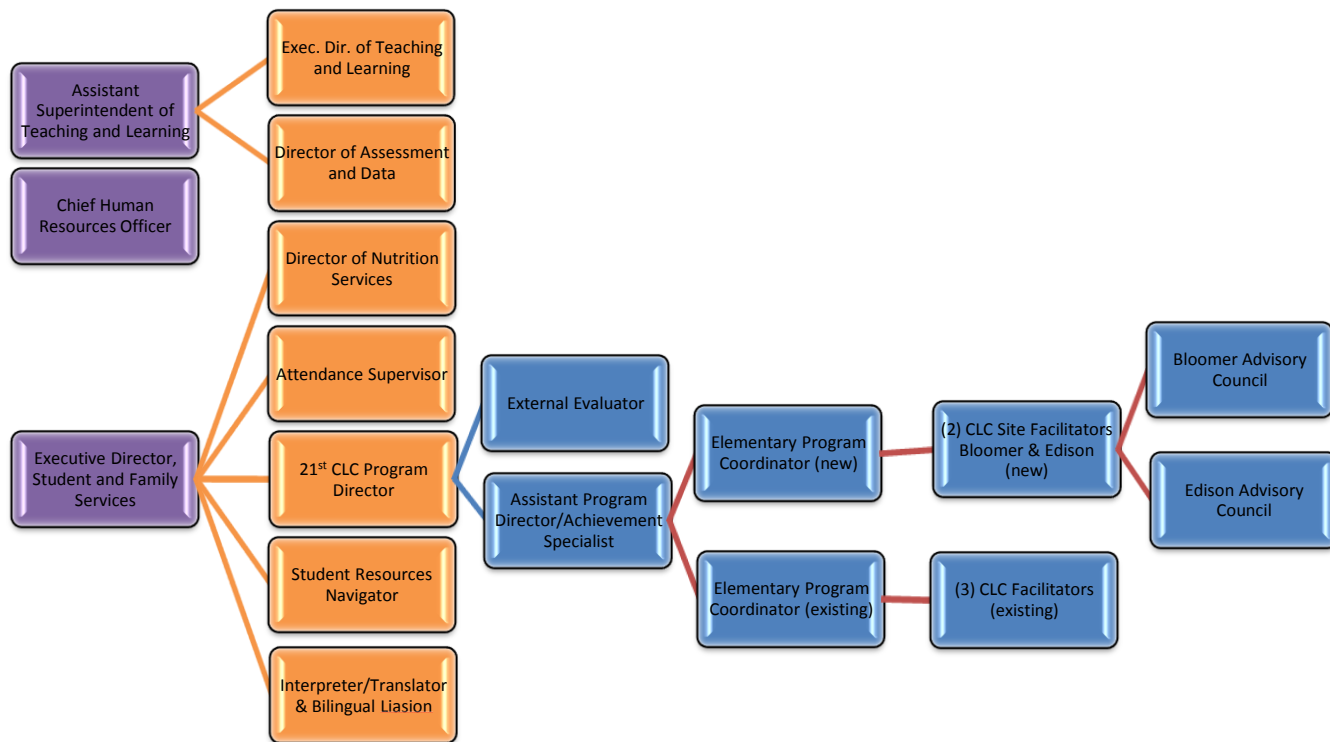 Assistant
Superintendent of
Teaching and Learning
Chief Human
Resources Officer
Executive Director,
Student and Family
Services
Exec. Dir. of Teaching
and Learning
Director of Assessment
and Data
Director of Nutrition
Services
Attendance Supervisor
21st CLC Program
Director
Student Resources
Navigator
Interpreter/Translator
& Bilingual Liasion
External Evaluator
Assistant Program
Director/Achievement
Specialist
Elementary Program
Coordinator (new)
Elementary Program
Coordinator (existing)
(2) CLC Site Facilitators
Bloomer & Edison
(new)
(3) CLC Facilitators
(existing)
Bloomer Advisory
Council
Edison Advisory
Council